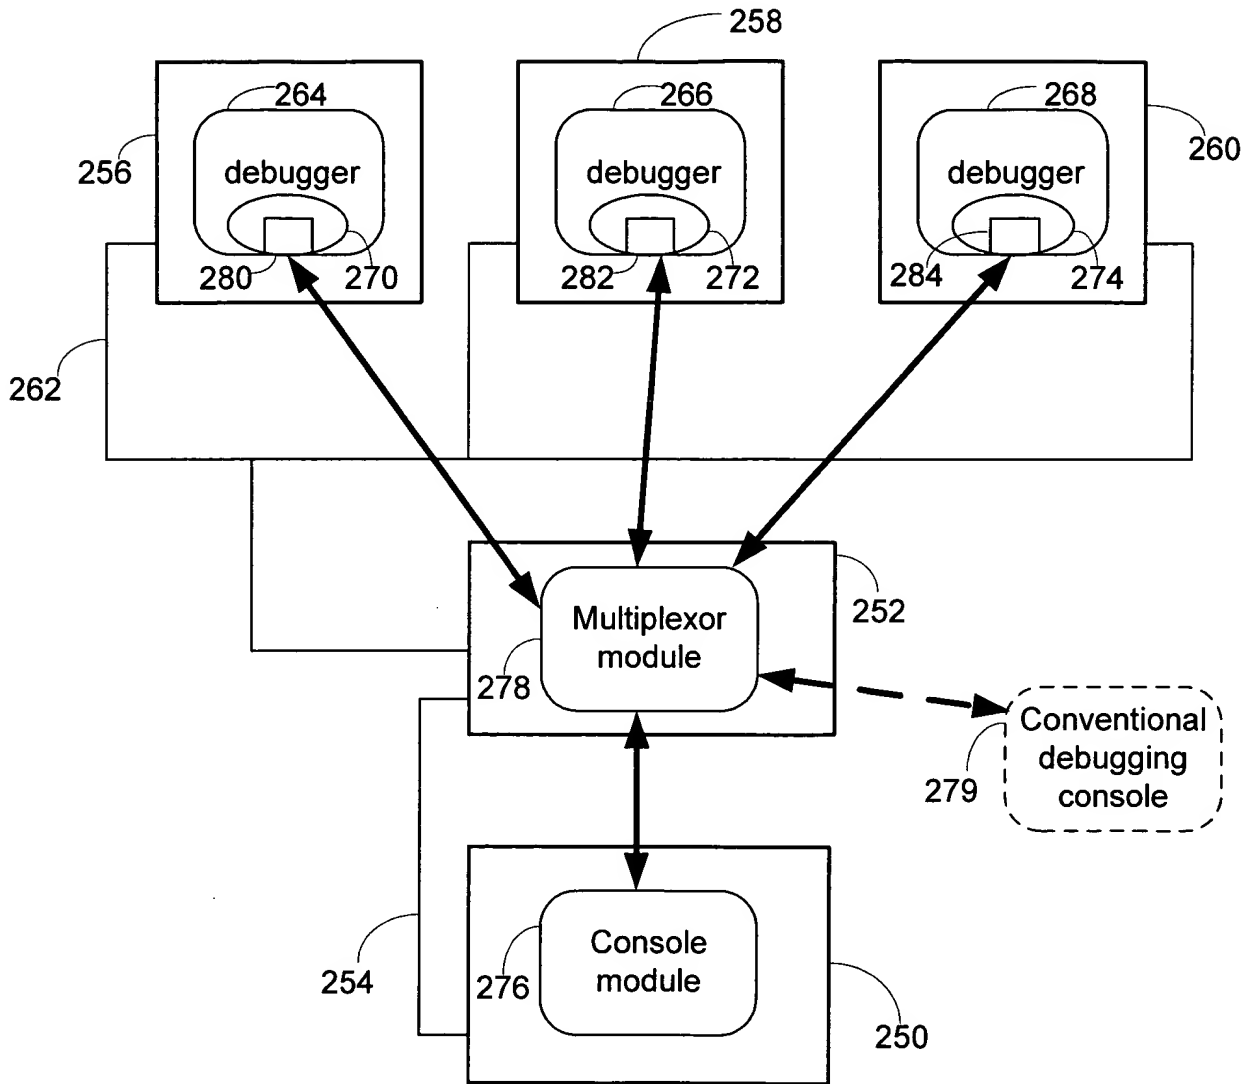 258
264
266
268
256
260
debugger
debugger
debugger
280
270
282
272
284
274
262
252
Multiplexor
module
278
Conventional
debugging
console
279
Console
module
276
254
250